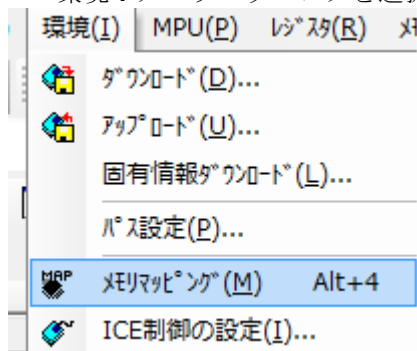 環境(I) MPU(P) ﾚｼﾞｽﾀ(R)
ﾀﾞｳﾝﾛｰﾄﾞ(D)...
ｱｯﾌﾟﾛｰﾄﾞ(U)...
固有情報ﾀﾞｳﾝﾛｰﾄﾞ(L)...
ﾊﾟｽ設定(P)...
MAP ﾒﾓﾘﾏｯﾋﾟﾝｸﾞ(M) Alt+4
ICE制御の設定(I)...